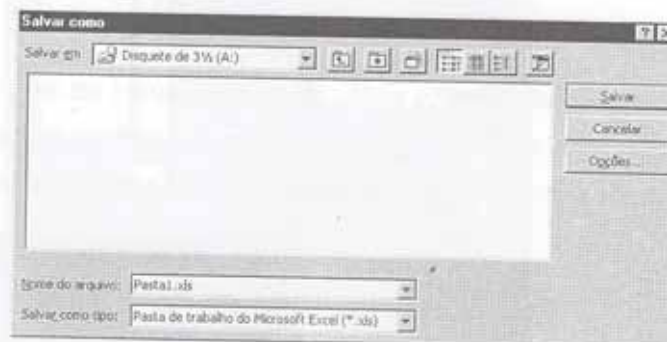 Salvar como
Salvar em: Disquete de 3½ (A:)
Salvar
Cancelar
Opções...
Nome do arquivo: Pasta1.xls
Salvar como tipo: Pasta de trabalho do Microsoft Excel (*.xls)